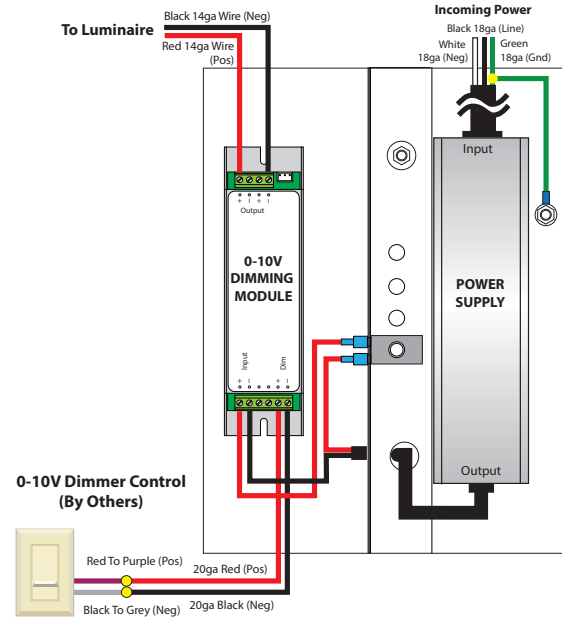 Incoming Power
Black 14ga Wire (Neg)
To Luminaire
Black 18ga (Line)
Red 14ga Wire
(Pos)
White
18ga (Neg)
Green
18ga (Gnd)
Input
+ – + –
Output
0-10V
DIMMING
MODULE
POWER
SUPPLY
Input
Dim
+ – + –
Output
0-10V Dimmer Control
(By Others)
Red To Purple (Pos)
20ga Red (Pos)
Black To Grey (Neg)
20ga Black (Neg)